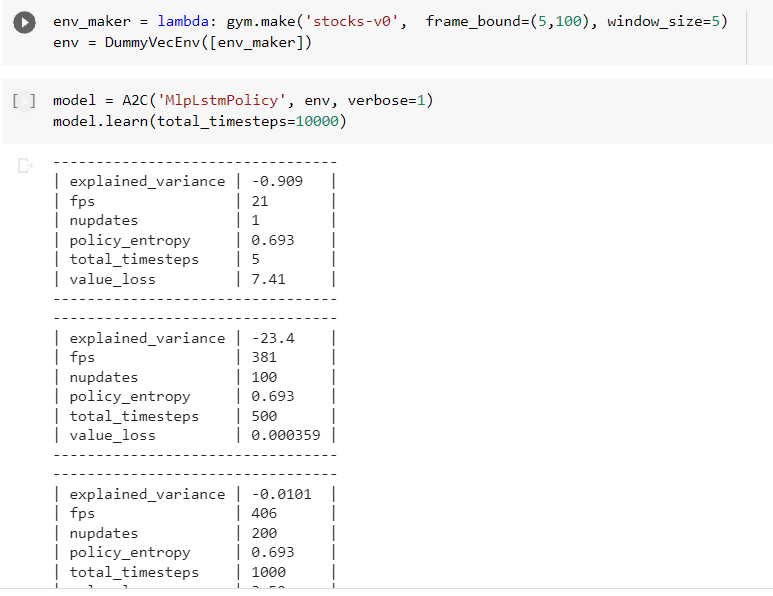 env_maker = lambda: gym.make('stocks-v0',  frame_bound=(5,100), window_size=5)
env = DummyVecEnv([env_maker])
[ ] model = A2C('MlpLstmPolicy', env, verbose=1)
model.learn(total_timesteps=10000)
---------------------------------
| explained_variance | -0.909   |
| fps                | 21       |
| nupdates           | 1        |
| policy_entropy     | 0.693    |
| total_timesteps    | 5        |
| value_loss         | 7.41     |
---------------------------------
---------------------------------
| explained_variance | -23.4    |
| fps                | 381      |
| nupdates           | 100      |
| policy_entropy     | 0.693    |
| total_timesteps    | 500      |
| value_loss         | 0.000359 |
---------------------------------
---------------------------------
| explained_variance | -0.0101  |
| fps                | 406      |
| nupdates           | 200      |
| policy_entropy     | 0.693    |
| total_timesteps    | 1000     |